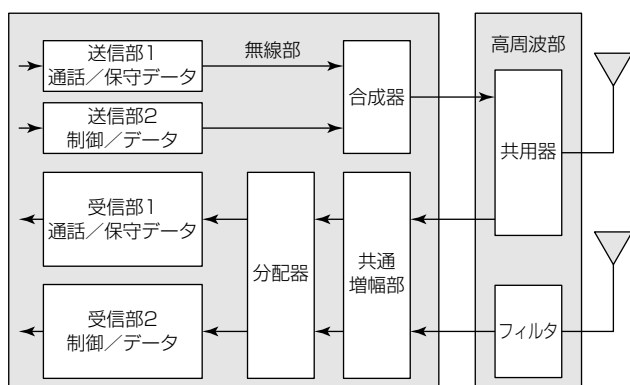 送信部1
通話／保守データ
無線部
送信部2
制御／データ
合成器
高周波部
共用器
受信部1
通話／保守データ
分配器
共通
増幅部
受信部2
制御／データ
フィルタ